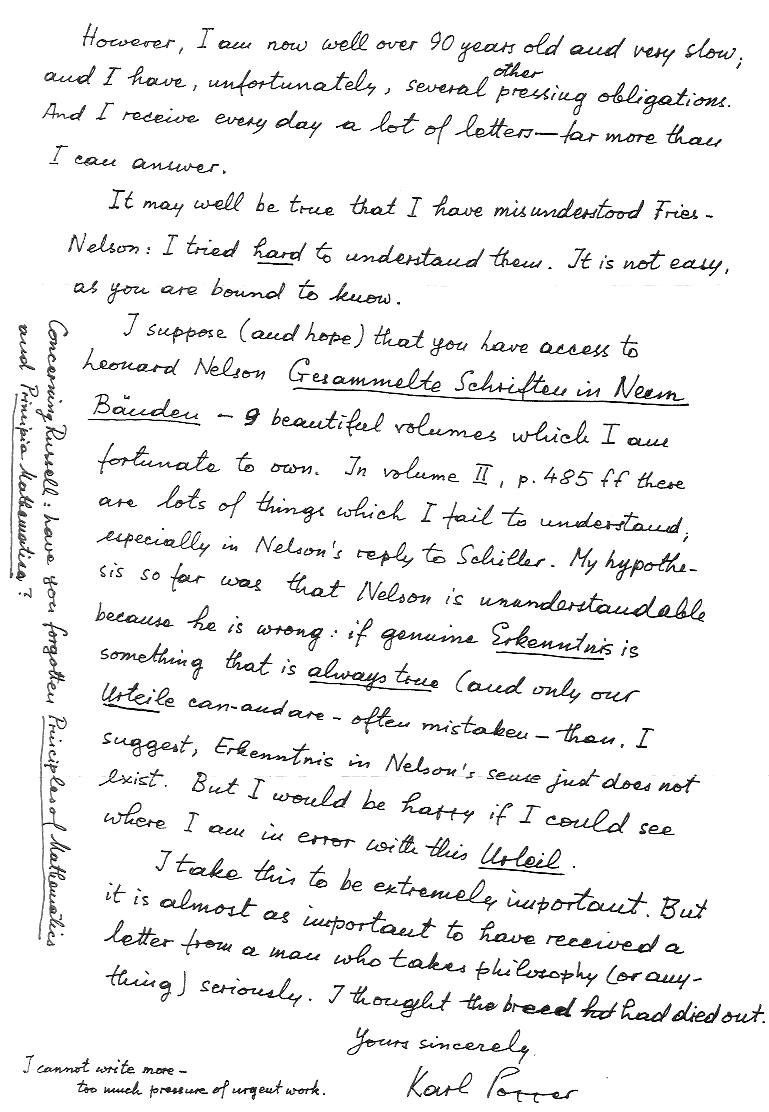 However, I am now well over 90 years old and very slow;
and I have, unfortunately, several other pressing obligations.
And I receive every day a lot of letters — far more than
I can answer.
It may well be true that I have misunderstood Fries-
Nelson: I tried hard to understand them. It is not easy,
as you are bound to know.
I suppose (and hope) that you have access to
Leonard Nelson Gesammelte Schriften in Neun
Bänden – 9 beautiful volumes which I am
fortunate to own. In volume II, p. 485 ff there
are lots of things which I fail to understand;
especially in Nelson's reply to Schiller. My hypothe-
sis so far was that Nelson is ununderstandable
because he is wrong: if genuine Erkenntnis is
something that is always true (and only our
Urteile can-and are - often mistaken – than, I
suggest, Erkenntnis in Nelson's sense just does not
exist. But I would be happy if I could see
where I am in error with this Urteil.
I take this to be extremely important. But
it is almost as important to have received a
letter from a man who takes philosophy (or any-
thing) seriously. I thought the breed had died out.
Yours sincerely
Karl Popper
I cannot write more –
too much pressure of urgent work.
Concerning Russell: have you forgotten Principles of Mathematics
and Principia Mathematica?